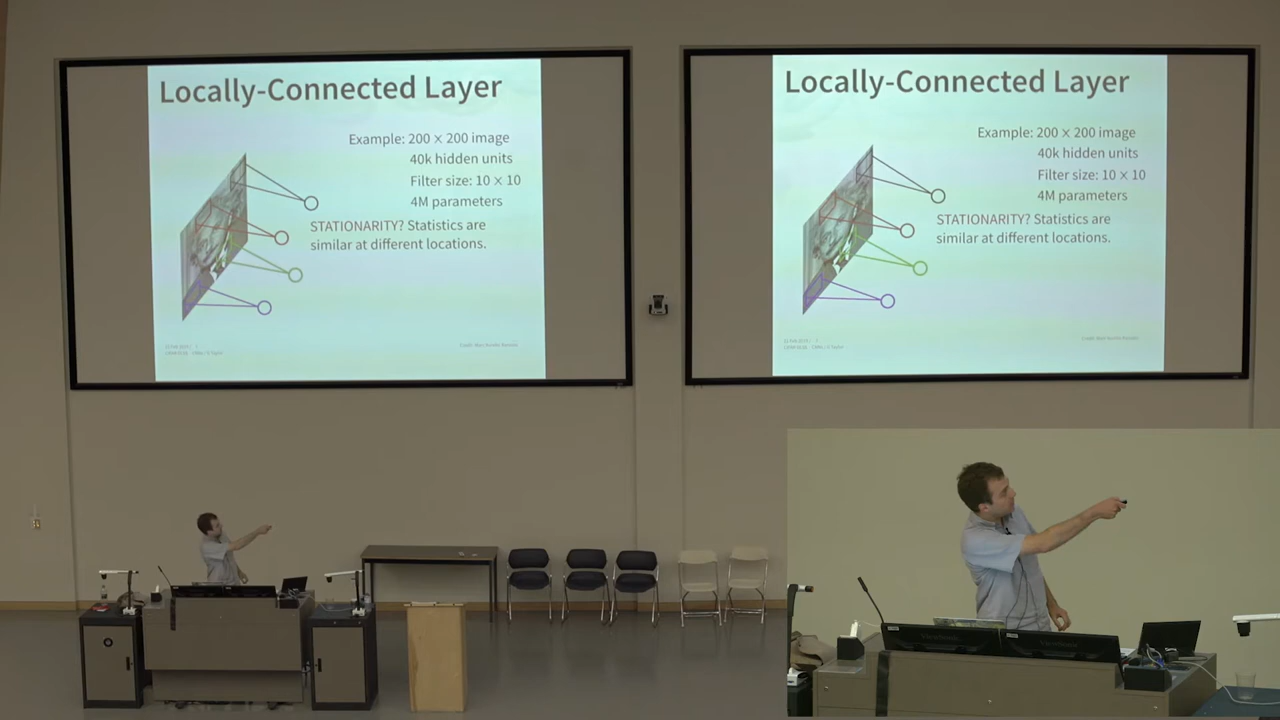 Locally-Connected Layer
Example: 200 × 200 image
40k hidden units
Filter size: 10 × 10
4M parameters
STATIONARITY? Statistics are
similar at different locations.
Locally-Connected Layer
Example: 200 × 200 image
40k hidden units
Filter size: 10 × 10
4M parameters
STATIONARITY? Statistics are
similar at different locations.